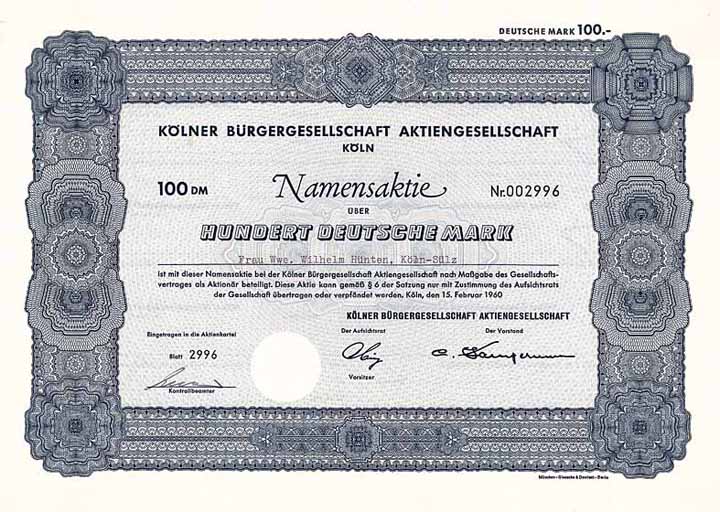 DEUTSCHE MARK 100.-
KÖLNER BÜRGERGESELLSCHAFT AKTIENGESELLSCHAFT
KÖLN
100 DM Namensaktie Nr. 002996
ÜBER
HUNDERT DEUTSCHE MARK
Frau Wwe. Wilhelm Hünten, Köln-Sülz
ist mit dieser Namensaktie bei der Kölner Bürgergesellschaft Aktiengesellschaft nach Maßgabe des Gesellschafts-
vertrages als Aktionär beteiligt. Diese Aktie kann gemäß § 6 der Satzung nur mit Zustimmung des Aufsichtsrats
der Gesellschaft übertragen oder verpfändet werden. Köln, den 15. Februar 1960
KÖLNER BÜRGERGESELLSCHAFT AKTIENGESELLSCHAFT
Eingetragen in die Aktienkartei Der Aufsichtsrat Der Vorstand
Blatt 2996
Vorsitzer
Kontrollbeamter
München - Giesecke & Devrient - Berlin